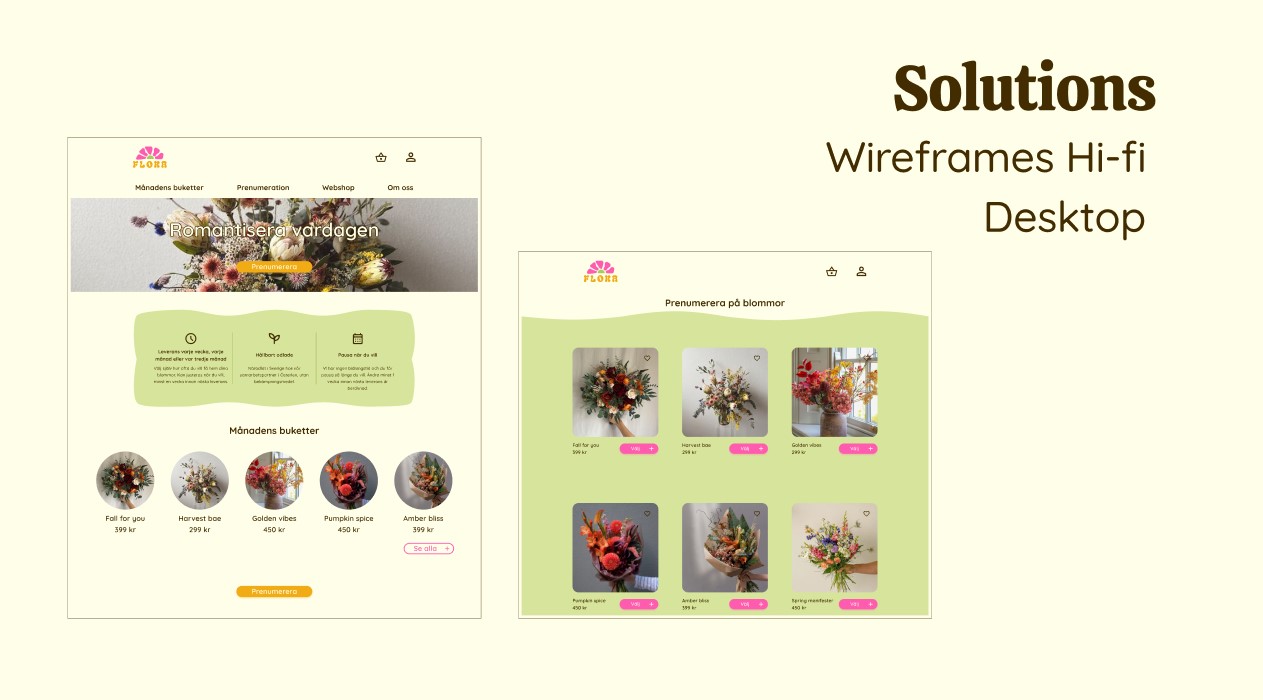 Solutions
Wireframes Hi-fi
Desktop
FLORA
Månadens buketter
Prenumeration
Webshop
Om oss
Romantisera vardagen
Prenumerera
Leverans varje vecka, varje
månad eller var tredje månad
Hållbart odlade
Pausa när du vill
Månadens buketter
Fall for you
399 kr
Harvest bae
299 kr
Golden vibes
450 kr
Pumpkin spice
450 kr
Amber bliss
399 kr
Se alla +
Prenumerera
FLORA
Prenumerera på blommor
Fall for you
399 kr
Välj +
Harvest bae
299 kr
Välj +
Golden vibes
299 kr
Välj +
Pumpkin spice
450 kr
Välj +
Amber bliss
399 kr
Välj +
Spring manifester
450 kr
Välj +